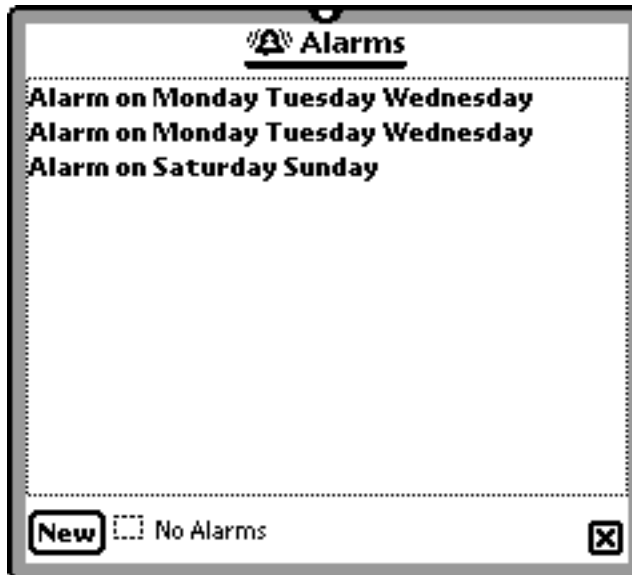 Alarms
Alarm on Monday Tuesday Wednesday
Alarm on Monday Tuesday Wednesday
Alarm on Saturday Sunday
New No Alarms